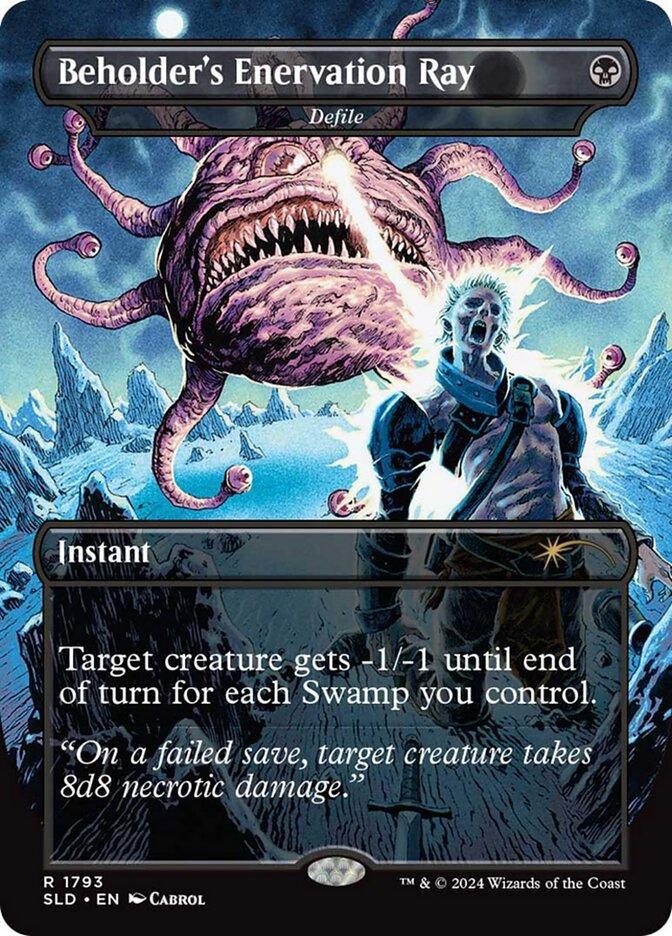 Beholder's Enervation Ray
Defile
Instant
Target creature gets -1/-1 until end
of turn for each Swamp you control.
“On a failed save, target creature takes
8d8 necrotic damage.”
R 1793
SLD • EN CABROL
™ & © 2024 Wizards of the Coast